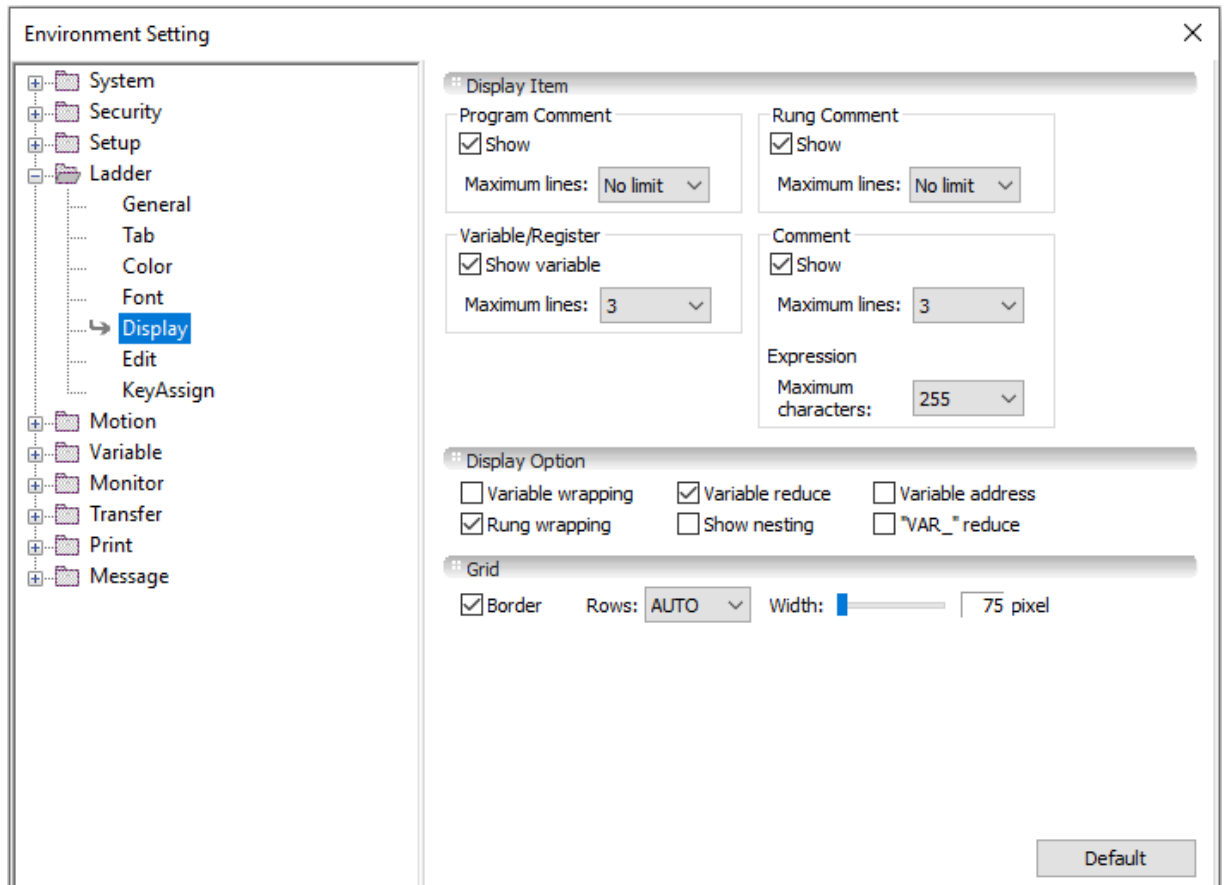 Environment Setting
System
Security
Setup
Ladder
General
Tab
Color
Font
Display
Edit
KeyAssign
Motion
Variable
Monitor
Transfer
Print
Message
Display Item
Program Comment
Show
Maximum lines: No limit
Rung Comment
Show
Maximum lines: No limit
Variable/Register
Show variable
Maximum lines: 3
Comment
Show
Maximum lines: 3
Expression
Maximum
characters: 255
Display Option
Variable wrapping Variable reduce Variable address
Rung wrapping Show nesting "VAR_" reduce
Grid
Border Rows: AUTO Width: 75 pixel
Default